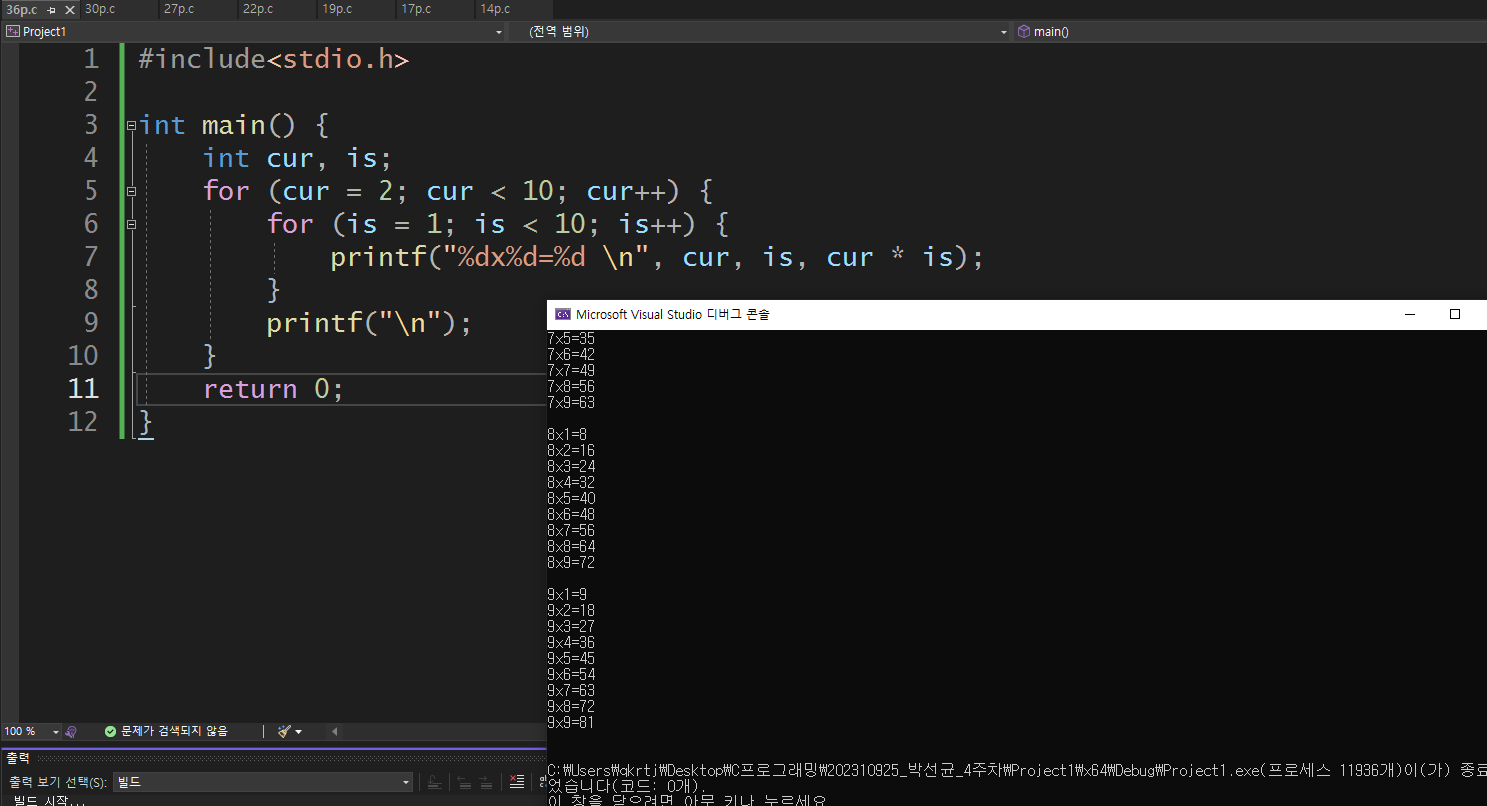 36p.c 30p.c 27p.c 22p.c 19p.c 17p.c 14p.c
Project1 (전역 범위) main()
1 #include<stdio.h>
2
3 int main() {
4 int cur, is;
5 for (cur = 2; cur < 10; cur++) {
6 for (is = 1; is < 10; is++) {
7 printf("%dx%d=%d \n", cur, is, cur * is);
8 }
9 printf("\n");
10 }
11 return 0;
12 }
Microsoft Visual Studio 디버그 콘솔
7x5=35
7x6=42
7x7=49
7x8=56
7x9=63
8x1=8
8x2=16
8x3=24
8x4=32
8x5=40
8x6=48
8x7=56
8x8=64
8x9=72
9x1=9
9x2=18
9x3=27
9x4=36
9x5=45
9x6=54
9x7=63
9x8=72
9x9=81
C:₩Users₩qkrtj₩Desktop₩C프로그래밍₩202310925_박선균_4주차₩Project1₩x64₩Debug₩Project1.exe(프로세스 11936개)이(가) 종료
었습니다(코드: 0개).
이 창을 닫으려면 아무 키나 누르세요
100 % 문제가 검색되지 않음
출력
출력 보기 선택(S): 빌드
빌드 시작...